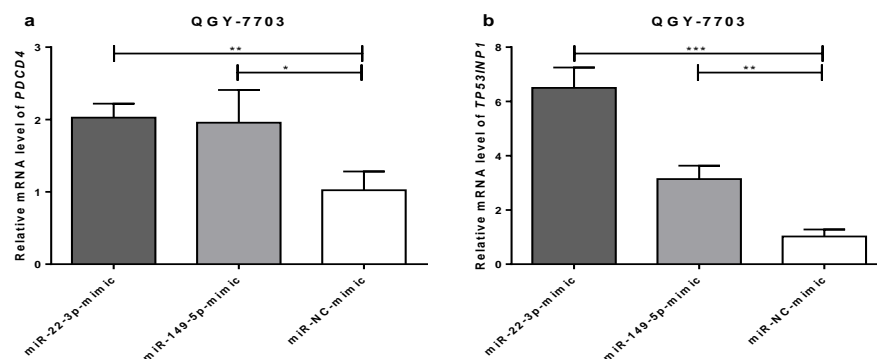 a
QGY-7703
Relative mRNA level of PDCD4
3
2
1
0
**
*
miR-22-3p-mimic
miR-149-5p-mimic
miR-NC-mimic
b
QGY-7703
Relative mRNA level of TP53INP1
8
6
4
2
0
***
**
miR-22-3p-mimic
miR-149-5p-mimic
miR-NC-mimic